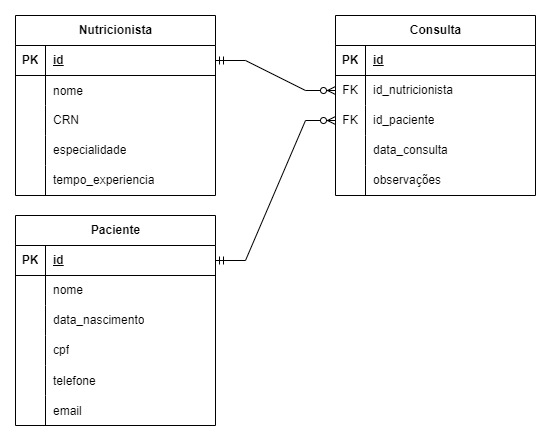 Nutricionista
PK id
nome
CRN
especialidade
tempo_experiencia
Consulta
PK id
FK id_nutricionista
FK id_paciente
data_consulta
observações
Paciente
PK id
nome
data_nascimento
cpf
telefone
email